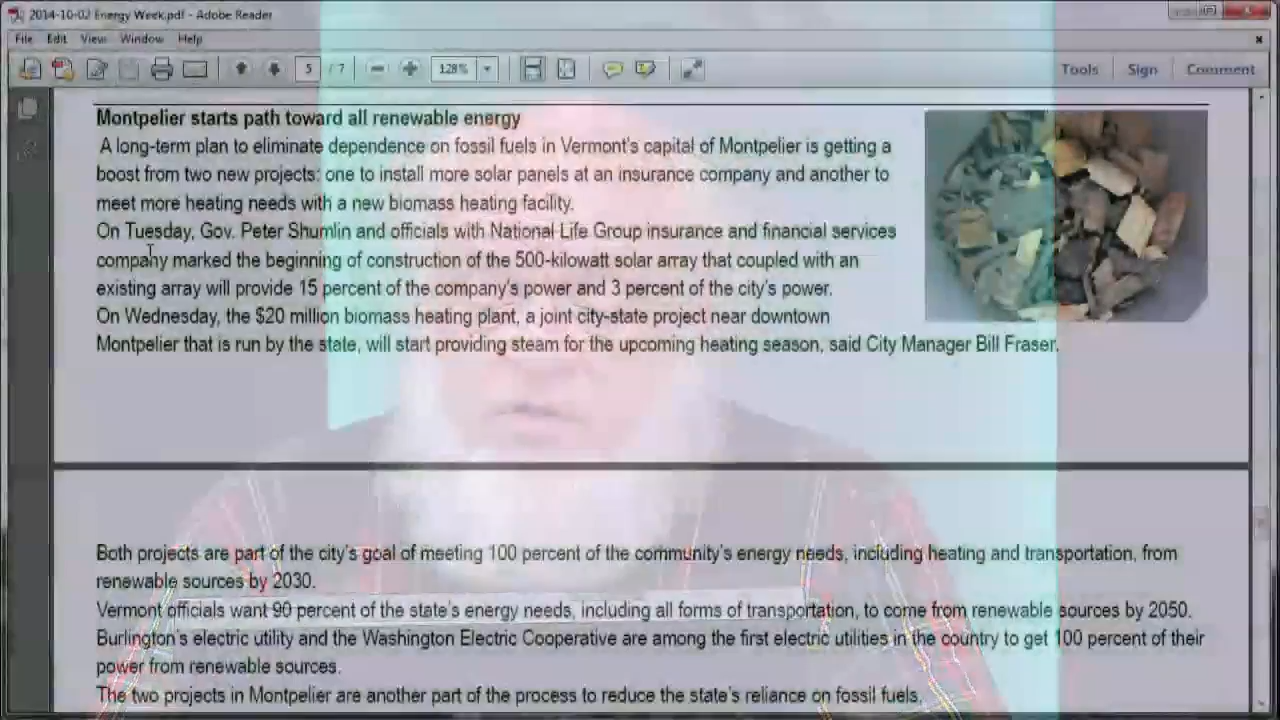 2014-10-02 Energy Week.pdf - Adobe Reader
File Edit View Window Help
5 / 7 128% Tools Sign Comment
Montpelier starts path toward all renewable energy
A long-term plan to eliminate dependence on fossil fuels in Vermont's capital of Montpelier is getting a
boost from two new projects: one to install more solar panels at an insurance company and another to
meet more heating needs with a new biomass heating facility.
On Tuesday, Gov. Peter Shumlin and officials with National Life Group insurance and financial services
company marked the beginning of construction of the 500-kilowatt solar array that coupled with an
existing array will provide 15 percent of the company's power and 3 percent of the city's power.
On Wednesday, the $20 million biomass heating plant, a joint city-state project near downtown
Montpelier that is run by the state, will start providing steam for the upcoming heating season, said City Manager Bill Fraser.
Both projects are part of the city's goal of meeting 100 percent of the community's energy needs, including heating and transportation, from
renewable sources by 2030.
Vermont officials want 90 percent of the state's energy needs, including all forms of transportation, to come from renewable sources by 2050.
Burlington's electric utility and the Washington Electric Cooperative are among the first electric utilities in the country to get 100 percent of their
power from renewable sources.
The two projects in Montpelier are another part of the process to reduce the state's reliance on fossil fuels.